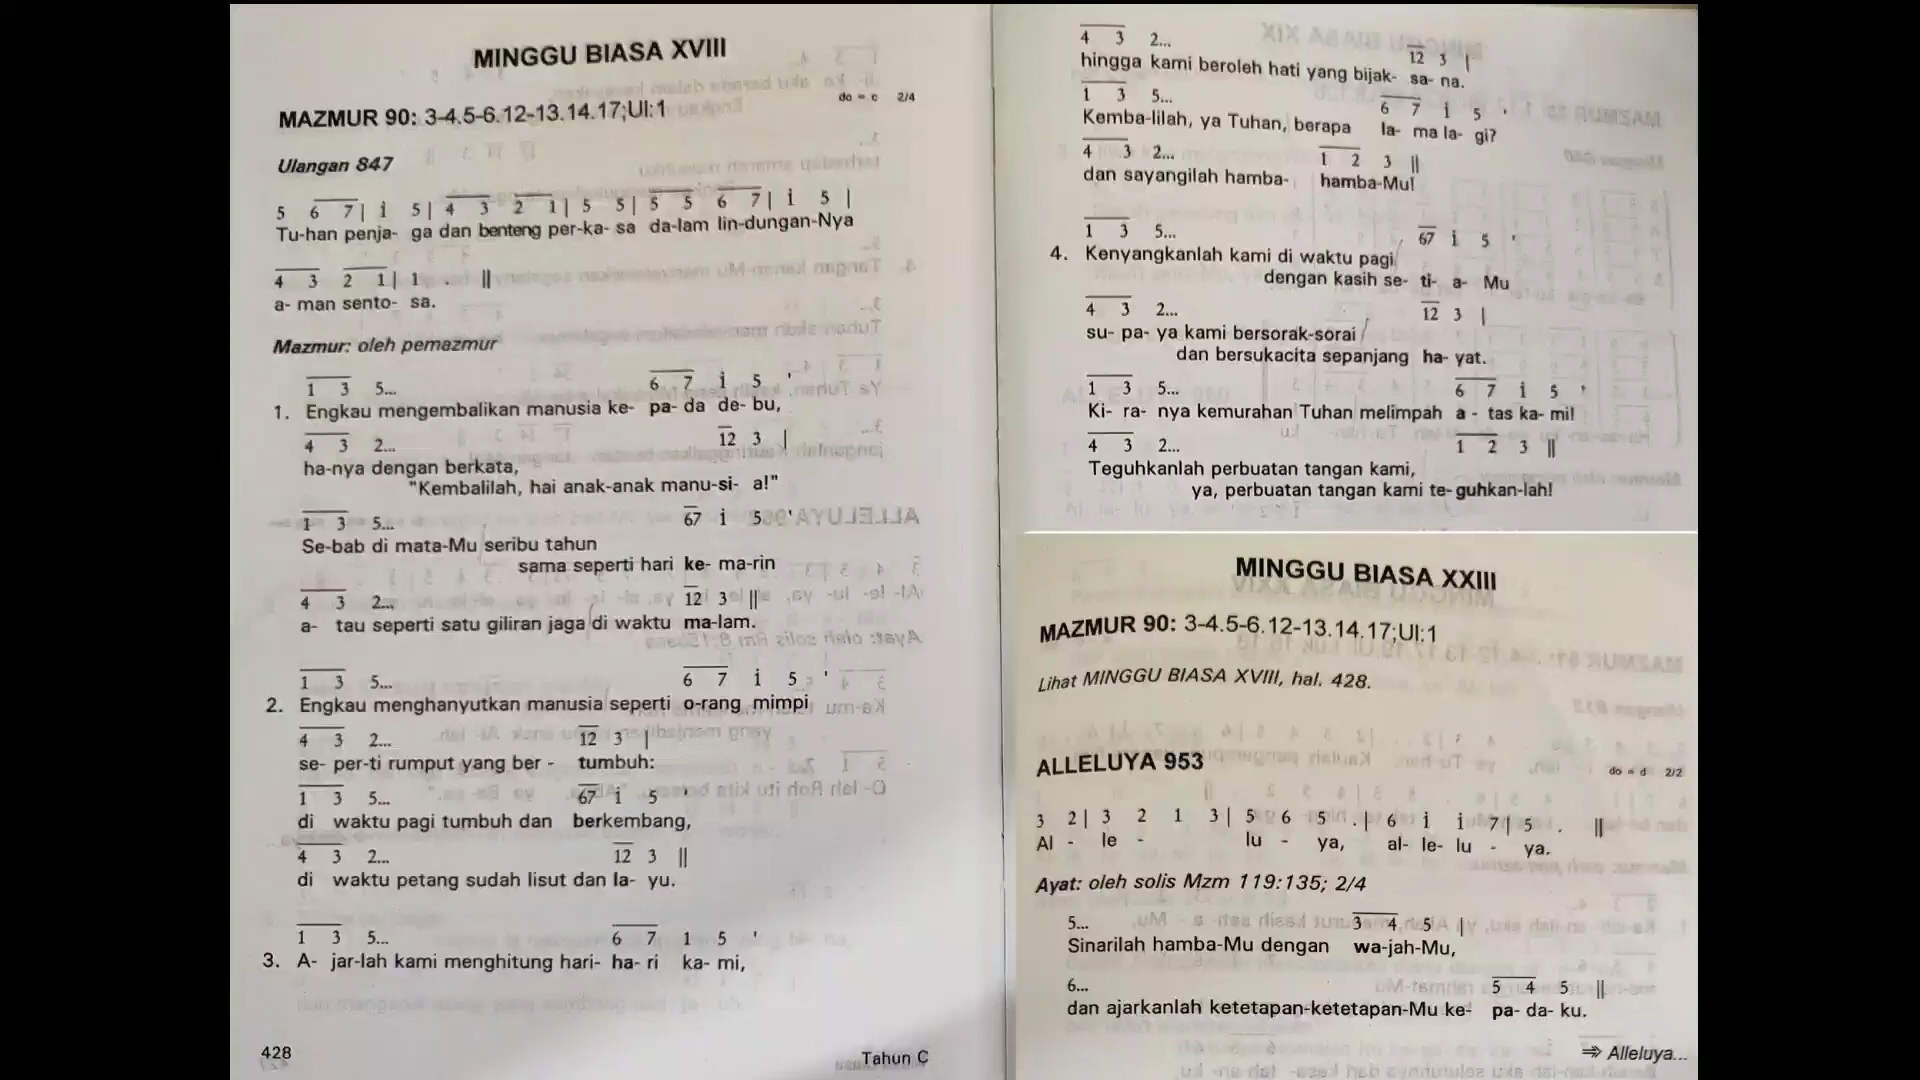 MINGGU BIASA XVIII
MAZMUR 90: 3-4.5-6.12-13.14.17;Ul:1
do = c 2/4
Ulangan 847
5 6 7 | i 5 | 4 3 2 1 | 5 5 | 5 5 6 7 | i 5 |
Tu-han penja- ga dan benteng per-ka- sa da-lam lin-dungan-Nya
4 3 2 1 | 1 . ||
a- man sento- sa.
Mazmur: oleh pemazmur
1 3 5... 6 7 i 5 '
1. Engkau mengembalikan manusia ke- pa- da de- bu,
4 3 2... 12 3 |
ha-nya dengan berkata,
"Kembalilah, hai anak-anak manu-si- a!"
1 3 5... 67 i 5 '
Se-bab di mata-Mu seribu tahun
sama seperti hari ke- ma-rin
4 3 2... 12 3 ||
a- tau seperti satu giliran jaga di waktu ma-lam.
1 3 5... 6 7 i 5 '
2. Engkau menghanyutkan manusia seperti o-rang mimpi
4 3 2... 12 3 |
se- per-ti rumput yang ber - tumbuh:
1 3 5... 67 i 5 '
di waktu pagi tumbuh dan berkembang,
4 3 2... 12 3 ||
di waktu petang sudah lisut dan la- yu.
1 3 5... 6 7 1 5 '
3. A- jar-lah kami menghitung hari- ha- ri ka- mi,
428
Tahun C
4 3 2... 12 3 |
hingga kami beroleh hati yang bijak- sa- na.
1 3 5... 6 7 i 5 '
Kemba-lilah, ya Tuhan, berapa la- ma la- gi?
4 3 2... 1 2 3 ||
dan sayangilah hamba- hamba-Mu!
1 3 5... 67 i 5 '
4. Kenyangkanlah kami di waktu pagi
dengan kasih se- ti- a- Mu
4 3 2... 12 3 |
su- pa- ya kami bersorak-sorai
dan bersukacita sepanjang ha- yat.
1 3 5... 6 7 i 5 '
Ki- ra- nya kemurahan Tuhan melimpah a - tas ka- mi!
4 3 2... 1 2 3 ||
Teguhkanlah perbuatan tangan kami,
ya, perbuatan tangan kami te- guhkan-lah!
MINGGU BIASA XXIII
MAZMUR 90: 3-4.5-6.12-13.14.17;Ul:1
Lihat MINGGU BIASA XVIII, hal. 428.
ALLELUYA 953
do = d 2/2
3 2 | 3 2 1 3 | 5 6 5 . | 6 i i 7 | 5 . ||
Al - le - lu - ya, al- le- lu - ya.
Ayat: oleh solis Mzm 119:135; 2/4
5... 3 4 5 |
Sinarilah hamba-Mu dengan wa-jah-Mu,
6... 5 4 5 ||
dan ajarkanlah ketetapan-ketetapan-Mu ke- pa- da- ku.
⇒ Alleluya...